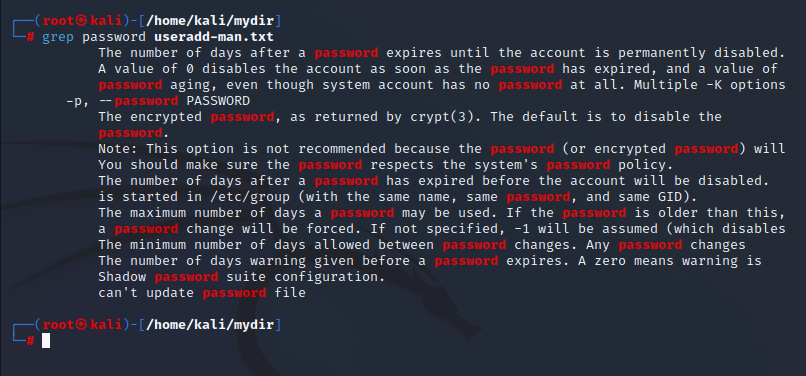 ┌──(root㉿kali)-[/home/kali/mydir]
└─# grep password useradd-man.txt
The number of days after a password expires until the account is permanently disabled.
A value of 0 disables the account as soon as the password has expired, and a value of
password aging, even though system account has no password at all. Multiple -K options
-p, --password PASSWORD
The encrypted password, as returned by crypt(3). The default is to disable the
password.
Note: This option is not recommended because the password (or encrypted password) will
You should make sure the password respects the system's password policy.
The number of days after a password has expired before the account will be disabled.
is started in /etc/group (with the same name, same password, and same GID).
The maximum number of days a password may be used. If the password is older than this,
a password change will be forced. If not specified, -1 will be assumed (which disables
The minimum number of days allowed between password changes. Any password changes
The number of days warning given before a password expires. A zero means warning is
Shadow password suite configuration.
can't update password file
┌──(root㉿kali)-[/home/kali/mydir]
└─#